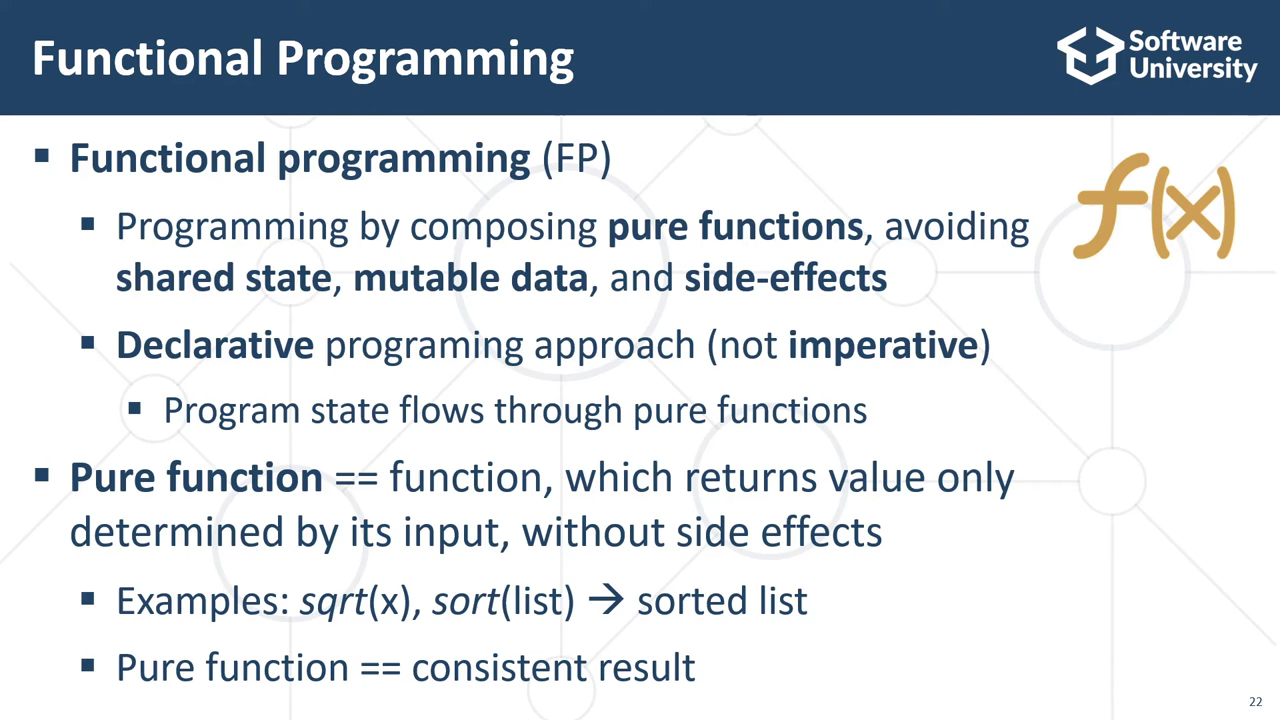 Functional Programming
Software
University
▪ Functional programming (FP)
f(x)
▪ Programming by composing pure functions, avoiding
shared state, mutable data, and side-effects
▪ Declarative programing approach (not imperative)
▪ Program state flows through pure functions
▪ Pure function == function, which returns value only
determined by its input, without side effects
▪ Examples: sqrt(x), sort(list) → sorted list
▪ Pure function == consistent result
22